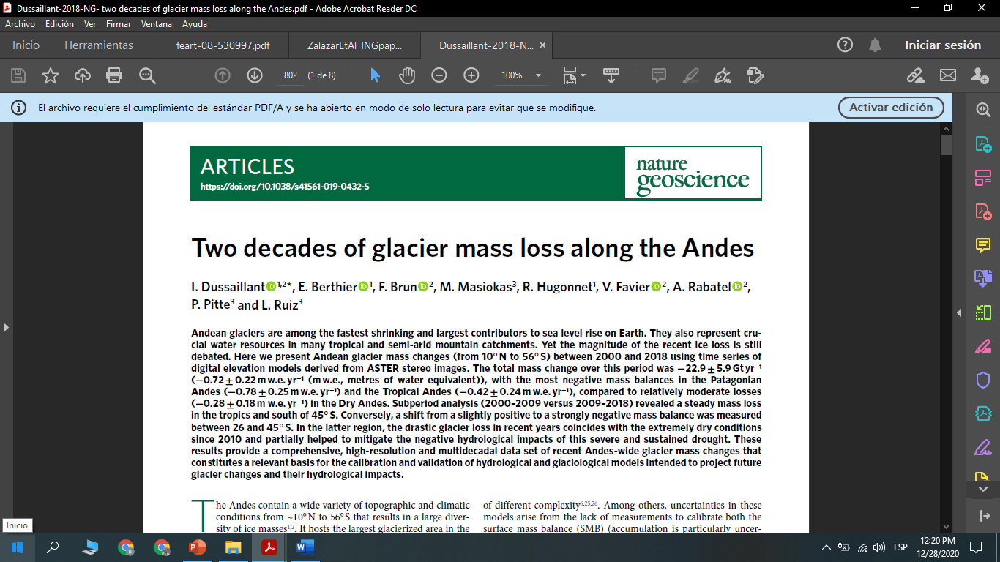 Dussaillant-2018-NG- two decades of glacier mass loss along the Andes.pdf - Adobe Acrobat Reader DC
Archivo Edición Ver Firmar Ventana Ayuda
Inicio Herramientas feart-08-530997.pdf ZalazarEtAl_INGpap... Dussaillant-2018-N... ×
802 (1 de 8) 100%
Iniciar sesión
El archivo requiere el cumplimiento del estándar PDF/A y se ha abierto en modo de solo lectura para evitar que se modifique.
Activar edición
ARTICLES
https://doi.org/10.1038/s41561-019-0432-5
nature
geoscience
Two decades of glacier mass loss along the Andes
I. Dussaillant 1,2*, E. Berthier 1, F. Brun 2, M. Masiokas3, R. Hugonnet1, V. Favier 2, A. Rabatel 2,
P. Pitte3 and L. Ruiz3
Andean glaciers are among the fastest shrinking and largest contributors to sea level rise on Earth. They also represent cru-
cial water resources in many tropical and semi-arid mountain catchments. Yet the magnitude of the recent ice loss is still
debated. Here we present Andean glacier mass changes (from 10° N to 56° S) between 2000 and 2018 using time series of
digital elevation models derived from ASTER stereo images. The total mass change over this period was −22.9 ± 5.9 Gt yr⁻¹
(−0.72 ± 0.22 m w.e. yr⁻¹ (m w.e., metres of water equivalent)), with the most negative mass balances in the Patagonian
Andes (−0.78 ± 0.25 m w.e. yr⁻¹) and the Tropical Andes (−0.42 ± 0.24 m w.e. yr⁻¹), compared to relatively moderate losses
(−0.28 ± 0.18 m w.e. yr⁻¹) in the Dry Andes. Subperiod analysis (2000–2009 versus 2009–2018) revealed a steady mass loss
in the tropics and south of 45° S. Conversely, a shift from a slightly positive to a strongly negative mass balance was measured
between 26 and 45° S. In the latter region, the drastic glacier loss in recent years coincides with the extremely dry conditions
since 2010 and partially helped to mitigate the negative hydrological impacts of this severe and sustained drought. These
results provide a comprehensive, high-resolution and multidecadal data set of recent Andes-wide glacier mass changes that
constitutes a relevant basis for the calibration and validation of hydrological and glaciological models intended to project future
glacier changes and their hydrological impacts.
The Andes contain a wide variety of topographic and climatic
conditions from ~10° N to 56° S that results in a large diver-
sity of ice masses1,2. It hosts the largest glacierized area in the
of different complexity6,25,26. Among others, uncertainties in these
models arise from the lack of measurements to calibrate both the
surface mass balance (SMB) (accumulation is particularly uncer-
Inicio
ESP
12:20 PM
12/28/2020